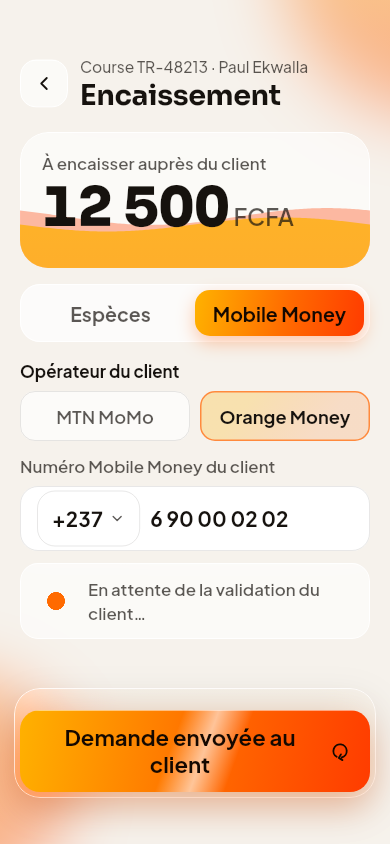 Course TR-48213 · Paul Ekwalla
Encaissement
À encaisser auprès du client
12 500 FCFA
Espèces
Mobile Money
Opérateur du client
MTN MoMo
Orange Money
Numéro Mobile Money du client
+237
6 90 00 02 02
En attente de la validation du
client…
Demande envoyée au
client